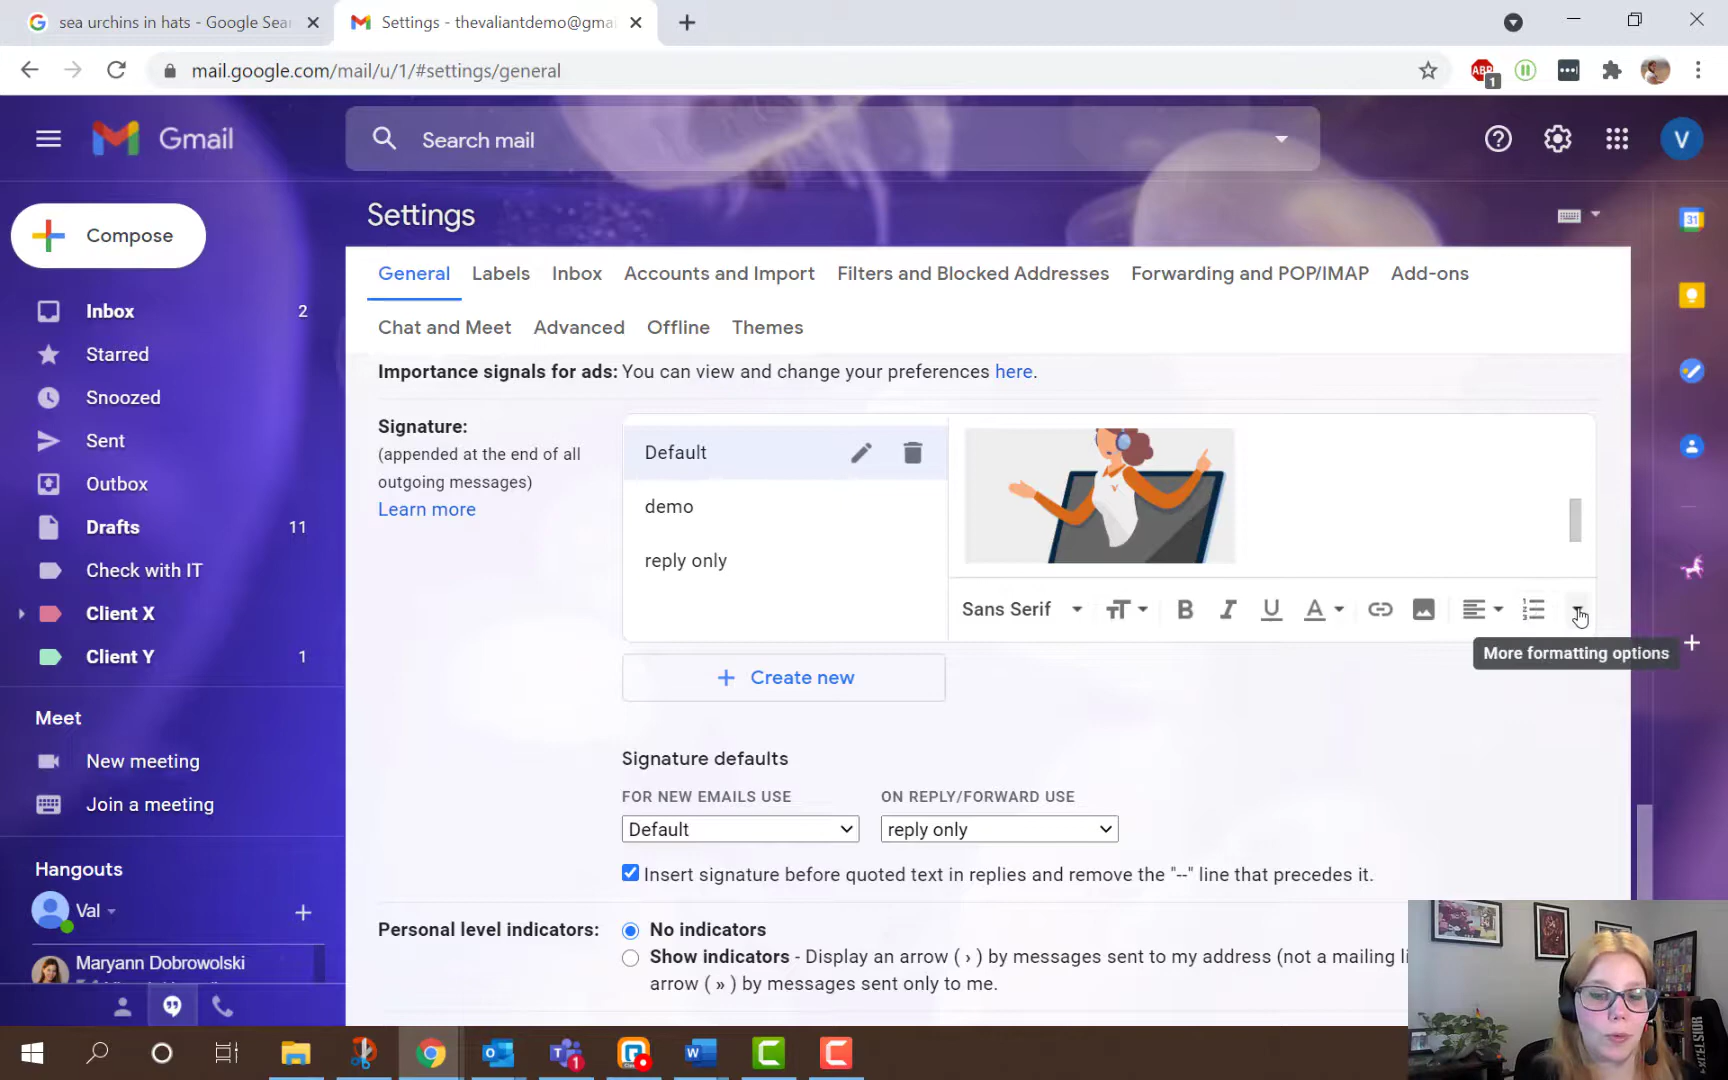 sea urchins in hats - Google Sear
Settings - thevaliantdemo@gmai
mail.google.com/mail/u/1/#settings/general
ABP
1
Gmail
Search mail
V
Settings
Compose
31
General Labels Inbox Accounts and Import Filters and Blocked Addresses Forwarding and POP/IMAP Add-ons
Chat and Meet Advanced Offline Themes
Inbox 2
Starred
Snoozed
Sent
Outbox
Drafts 11
Check with IT
Client X
Client Y 1
Meet
New meeting
Join a meeting
Hangouts
Val
Maryann Dobrowolski
Importance signals for ads: You can view and change your preferences here.
Signature:
(appended at the end of all
outgoing messages)
Learn more
Default
demo
reply only
Sans Serif
More formatting options
Create new
Signature defaults
FOR NEW EMAILS USE ON REPLY/FORWARD USE
Default reply only
Insert signature before quoted text in replies and remove the "--" line that precedes it.
Personal level indicators: No indicators
Show indicators - Display an arrow ( › ) by messages sent to my address (not a mailing li
arrow ( » ) by messages sent only to me.